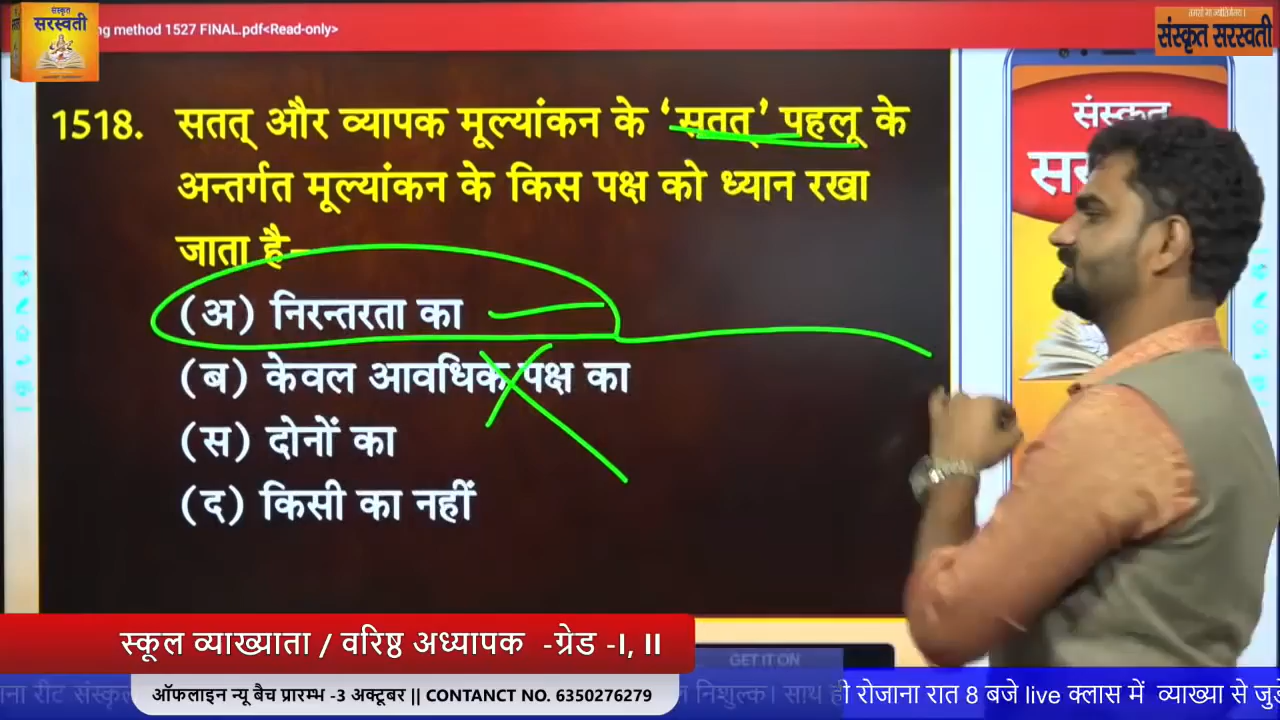 संस्कृत
सरस्वती
ng method 1527 FINAL.pdf<Read-only>
तमसो मा ज्योतिर्गमय।
संस्कृत सरस्वती
1518. सतत् और व्यापक मूल्यांकन के ‘सतत्’ पहलू के
अन्तर्गत मूल्यांकन के किस पक्ष को ध्यान रखा
जाता है–
(अ) निरन्तरता का
(ब) केवल आवधिक पक्ष का
(स) दोनों का
(द) किसी का नहीं
संस्कृत
स्कूल व्याख्याता / वरिष्ठ अध्यापक -ग्रेड -I, II
GET IT ON
ऑफलाइन न्यू बैच प्रारम्भ -3 अक्टूबर || CONTANCT NO. 6350276279
निशुल्क। साथ ही रोजाना रात 8 बजे live क्लास में व्याख्या से जुड़े